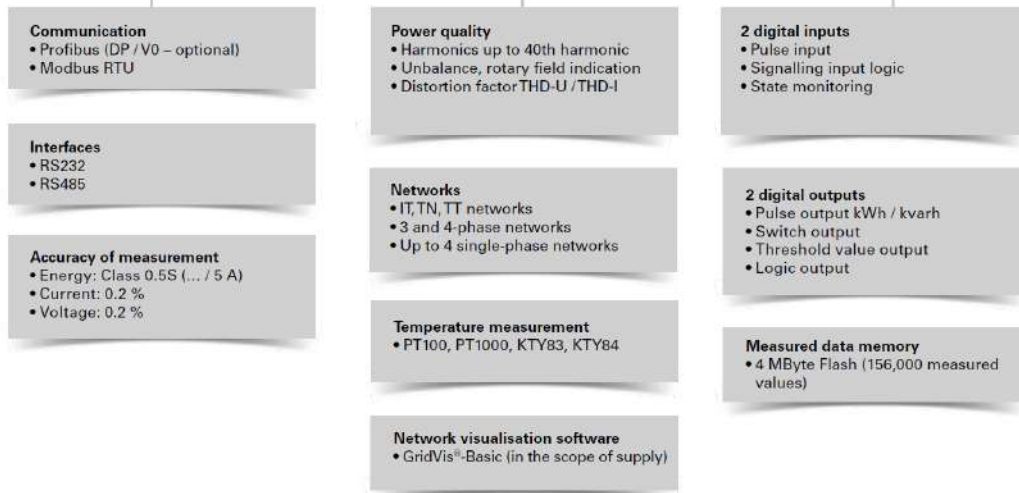 Communication
• Profibus (DP / V0 – optional)
• Modbus RTU
Interfaces
• RS232
• RS485
Accuracy of measurement
• Energy: Class 0.5S (... / 5 A)
• Current: 0.2 %
• Voltage: 0.2 %
Power quality
• Harmonics up to 40th harmonic
• Unbalance, rotary field indication
• Distortion factor THD-U / THD-I
Networks
• IT, TN, TT networks
• 3 and 4-phase networks
• Up to 4 single-phase networks
Temperature measurement
• PT100, PT1000, KTY83, KTY84
Network visualisation software
• GridVis®-Basic (in the scope of supply)
2 digital inputs
• Pulse input
• Signalling input logic
• State monitoring
2 digital outputs
• Pulse output kWh / kvarh
• Switch output
• Threshold value output
• Logic output
Measured data memory
• 4 MByte Flash (156,000 measured
values)